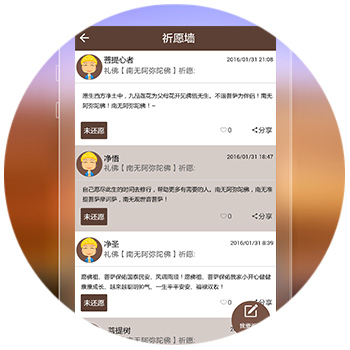 祈愿墙
菩提心者
2016/01/31 21:08
礼佛【南无阿弥陀佛】祈愿:
愿生西方净土中，九品莲花为父母花开见佛悟无生，不退菩萨为伴侣！南无
阿弥陀佛！南无阿弥陀佛！~
未还愿
0
分享
净悟
2016/01/31 18:47
礼佛【南无阿弥陀佛】祈愿:
自己愿尽此生的时间去修行，帮助更多有需要的人。南无阿弥陀佛，南无准
提菩萨摩诃萨，南无观世音菩萨！
未还愿
0
分享
净圣
2016/01/31 8:39
礼佛【南无阿弥陀佛】祈愿:
愿佛祖、菩萨保佑国泰民安、风调雨顺！愿佛祖、菩萨保佑我家小开心健健
康康成长、越来越聪明帅气，一生平平安安、福禄双收！
未还愿
0
我要
菩提树